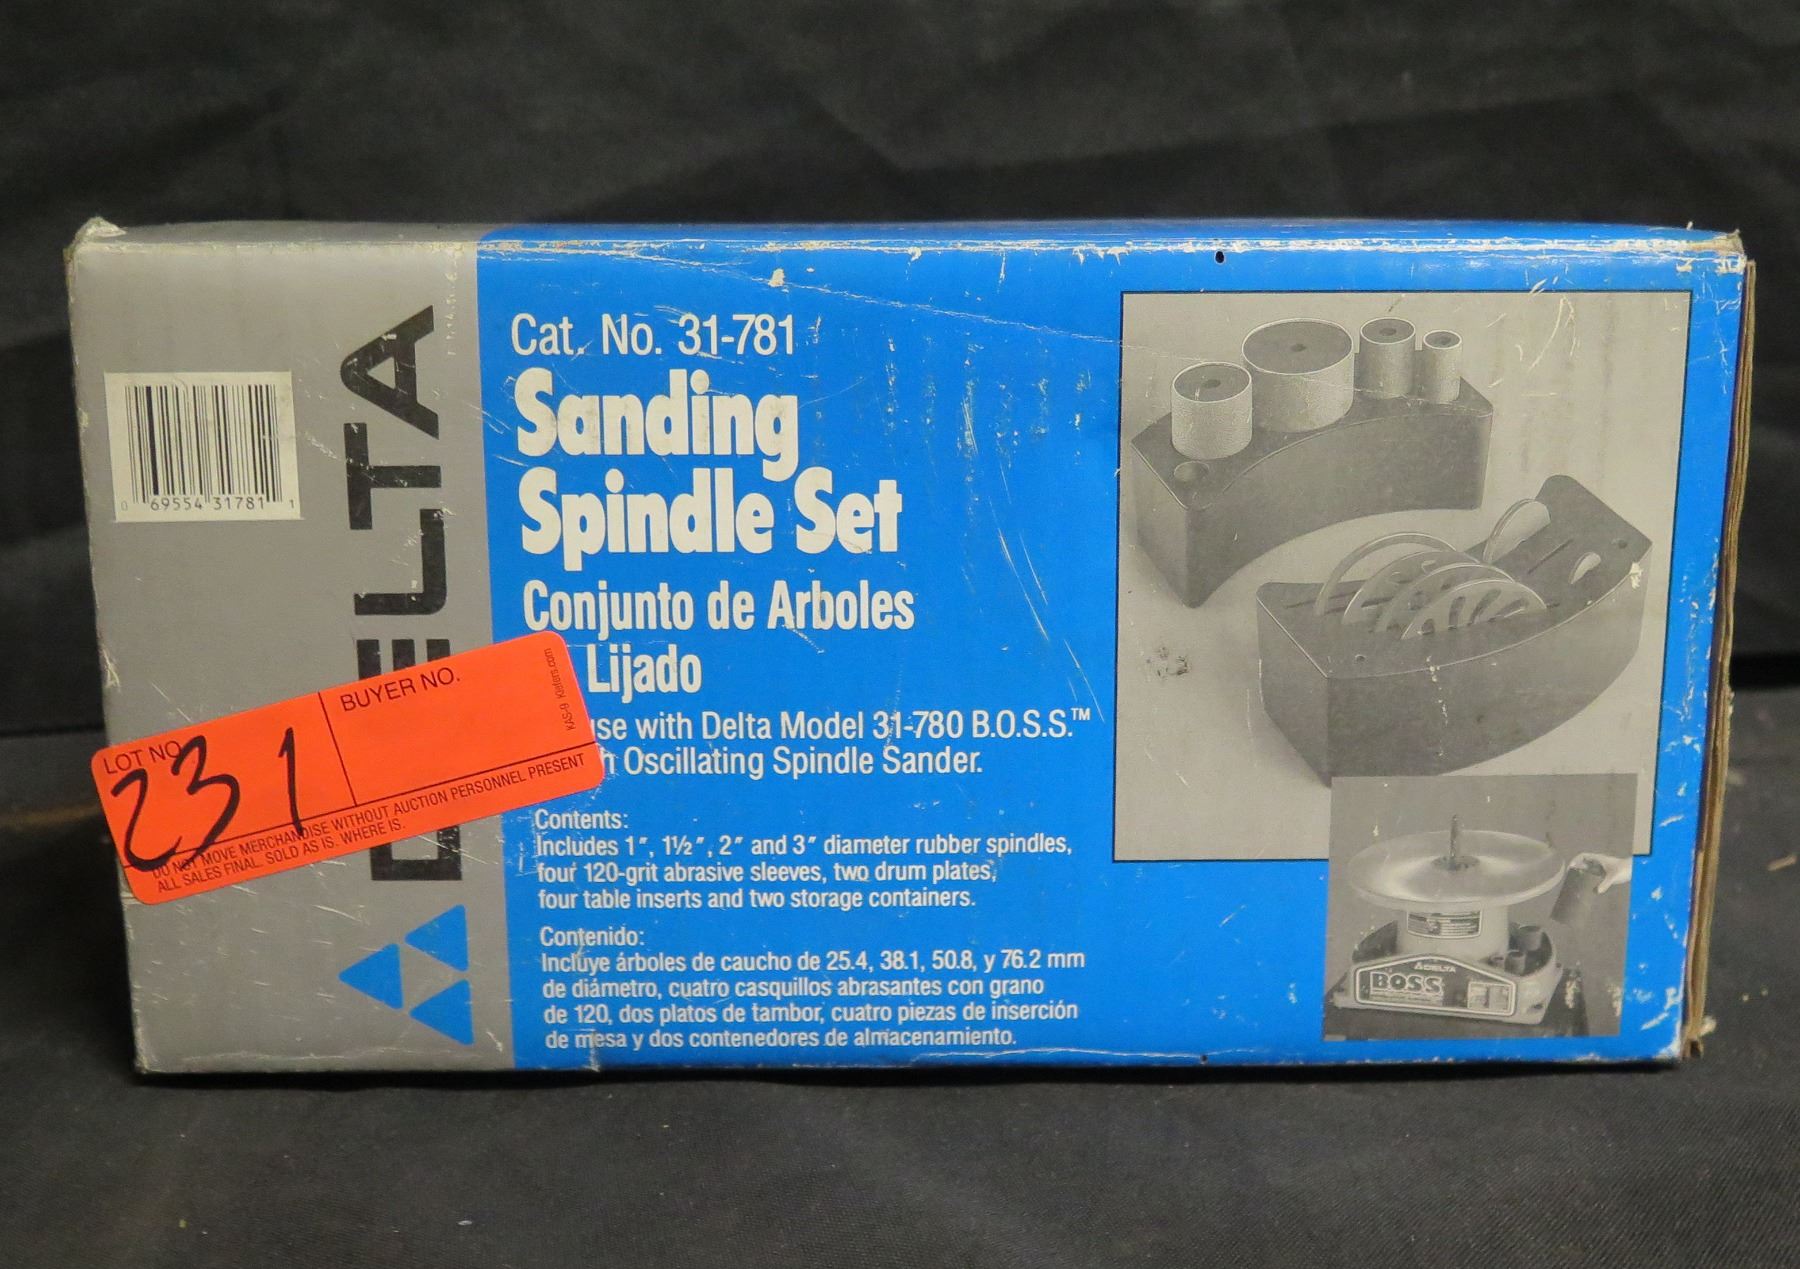 DELTA
0 69554 31781 1
Cat. No. 31-781
Sanding
Spindle Set
Conjunto de Arboles
Lijado
use with Delta Model 31-780 B.O.S.S.™
Oscillating Spindle Sander.
Contents:
Includes 1", 1½", 2" and 3" diameter rubber spindles,
four 120-grit abrasive sleeves, two drum plates,
four table inserts and two storage containers.
Contenido:
Incluye árboles de caucho de 25.4, 38.1, 50.8, y 76.2 mm
de diámetro, cuatro casquillos abrasantes con grano
de 120, dos platos de tambor, cuatro piezas de inserción
de mesa y dos contenedores de almacenamiento.
LOT NO.
231
BUYER NO.
KAS-9 Keylers.com
DO NOT MOVE MERCHANDISE WITHOUT AUCTION PERSONNEL PRESENT
ALL SALES FINAL. SOLD AS IS. WHERE IS.
DELTA
BOSS